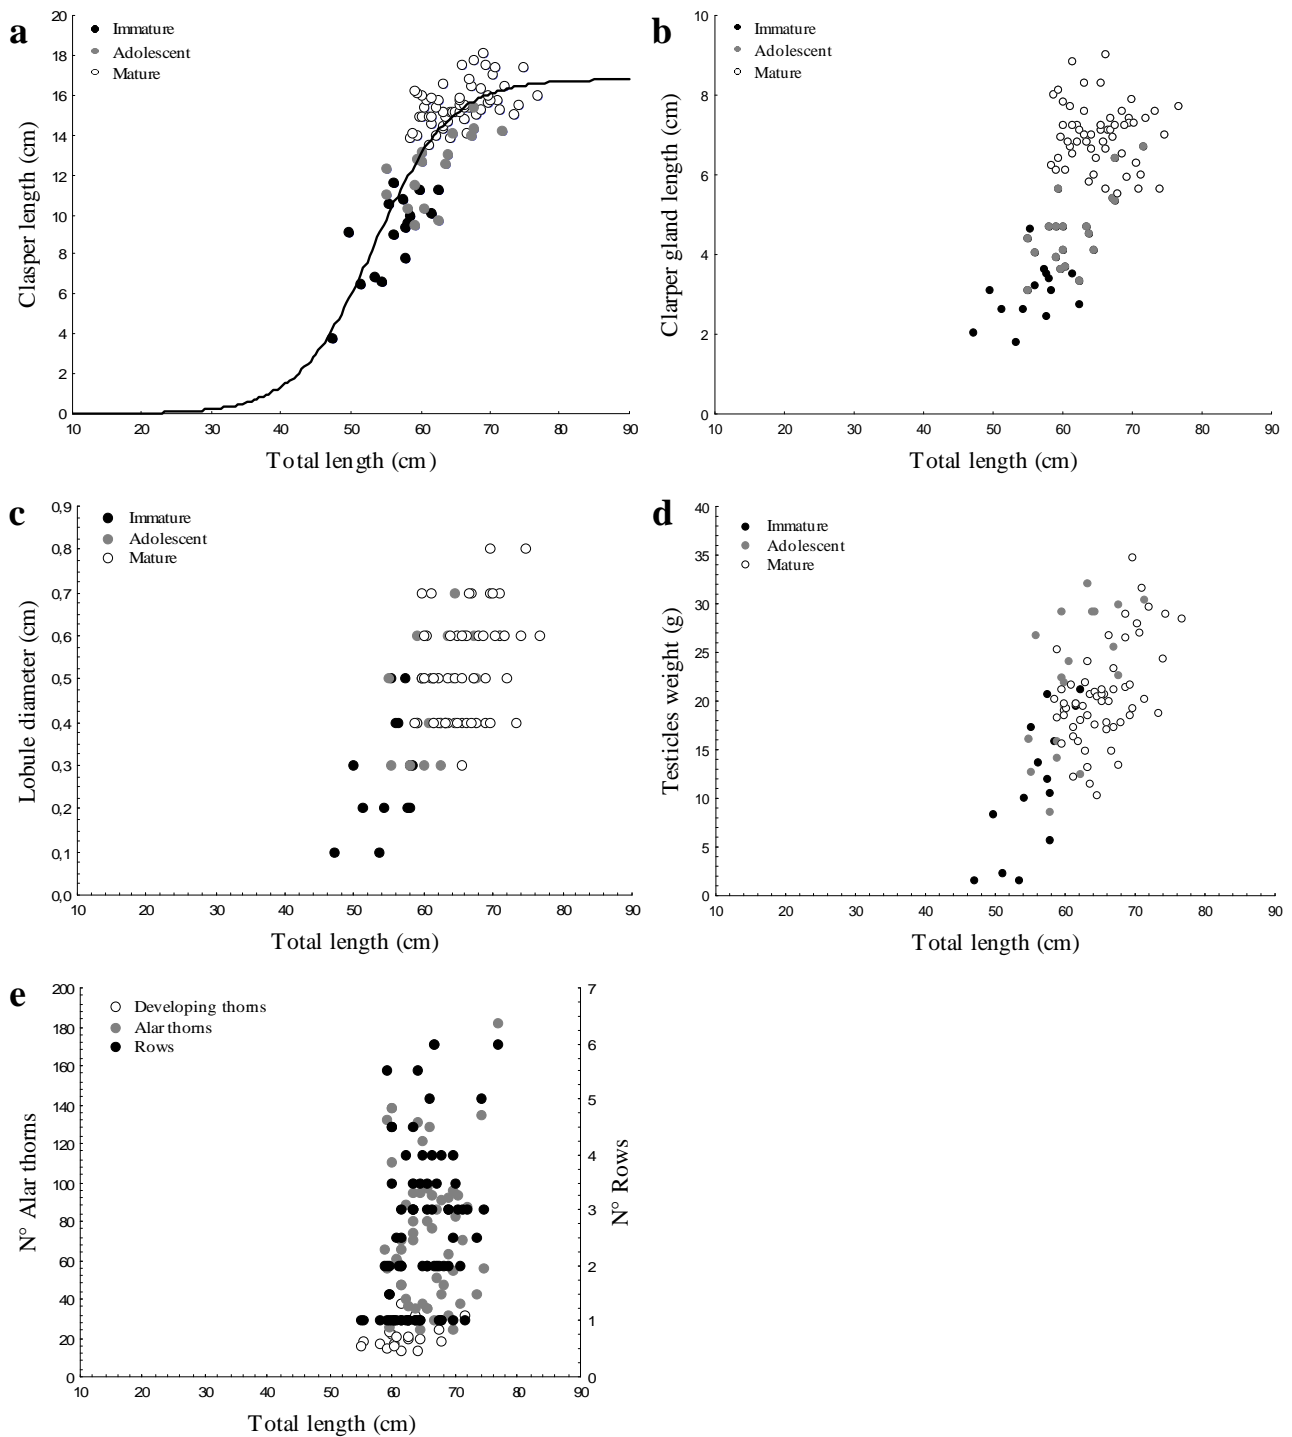 a
20
18
16
14
12
10
8
6
4
2
0
Clasper length (cm)
Immature
Adolescent
Mature
10 20 30 40 50 60 70 80 90
Total length (cm)
b
10
8
6
4
2
0
Clarper gland length (cm)
Immature
Adolescent
Mature
10 20 30 40 50 60 70 80 90
Total length (cm)
c
0,9
0,8
0,7
0,6
0,5
0,4
0,3
0,2
0,1
0,0
Lobule diameter (cm)
Immature
Adolescent
Mature
10 20 30 40 50 60 70 80 90
Total length (cm)
d
40
35
30
25
20
15
10
5
0
Testicles weight (g)
Immature
Adolescent
Mature
10 20 30 40 50 60 70 80 90
Total length (cm)
e
200
180
160
140
120
100
80
60
40
20
0
N° Alar thorns
Developing thorns
Alar thorns
Rows
7
6
5
4
3
2
1
0
N° Rows
10 20 30 40 50 60 70 80 90
Total length (cm)